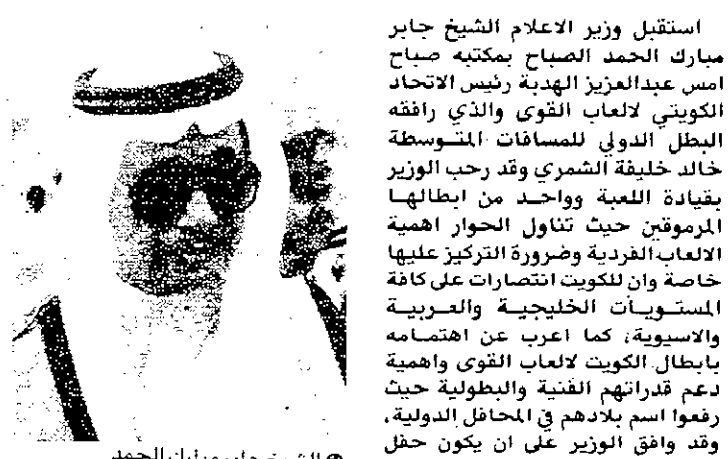 استقبل وزير الاعلام الشيخ جابر
مبارك الحمد الصباح بمكتبه صباح
امس عبدالعزيز الهدبة رئيس الاتحاد
الكويتي لالعاب القوى والذي رافقه
البطل الدولي للمسافات المتوسطة
خالد خليفة الشمري وقد رحب الوزير
بقيادة اللعبة وواحد من ابطالها
المرموقين حيث تناول الحوار اهمية
الالعاب الفردية وضرورة التركيز عليها
خاصة وان للكويت انتصارات على كافة
المستويات الخليجية والعربية
والاسيوية، كما اعرب عن اهتمامه
بابطال الكويت لالعاب القوى واهمية
دعم قدراتهم الفنية والبطولية حيث
رفعوا اسم بلادهم في المحافل الدولية،
وقد وافق الوزير على ان يكون حفل
الشيخ جابر مبارك الحمد